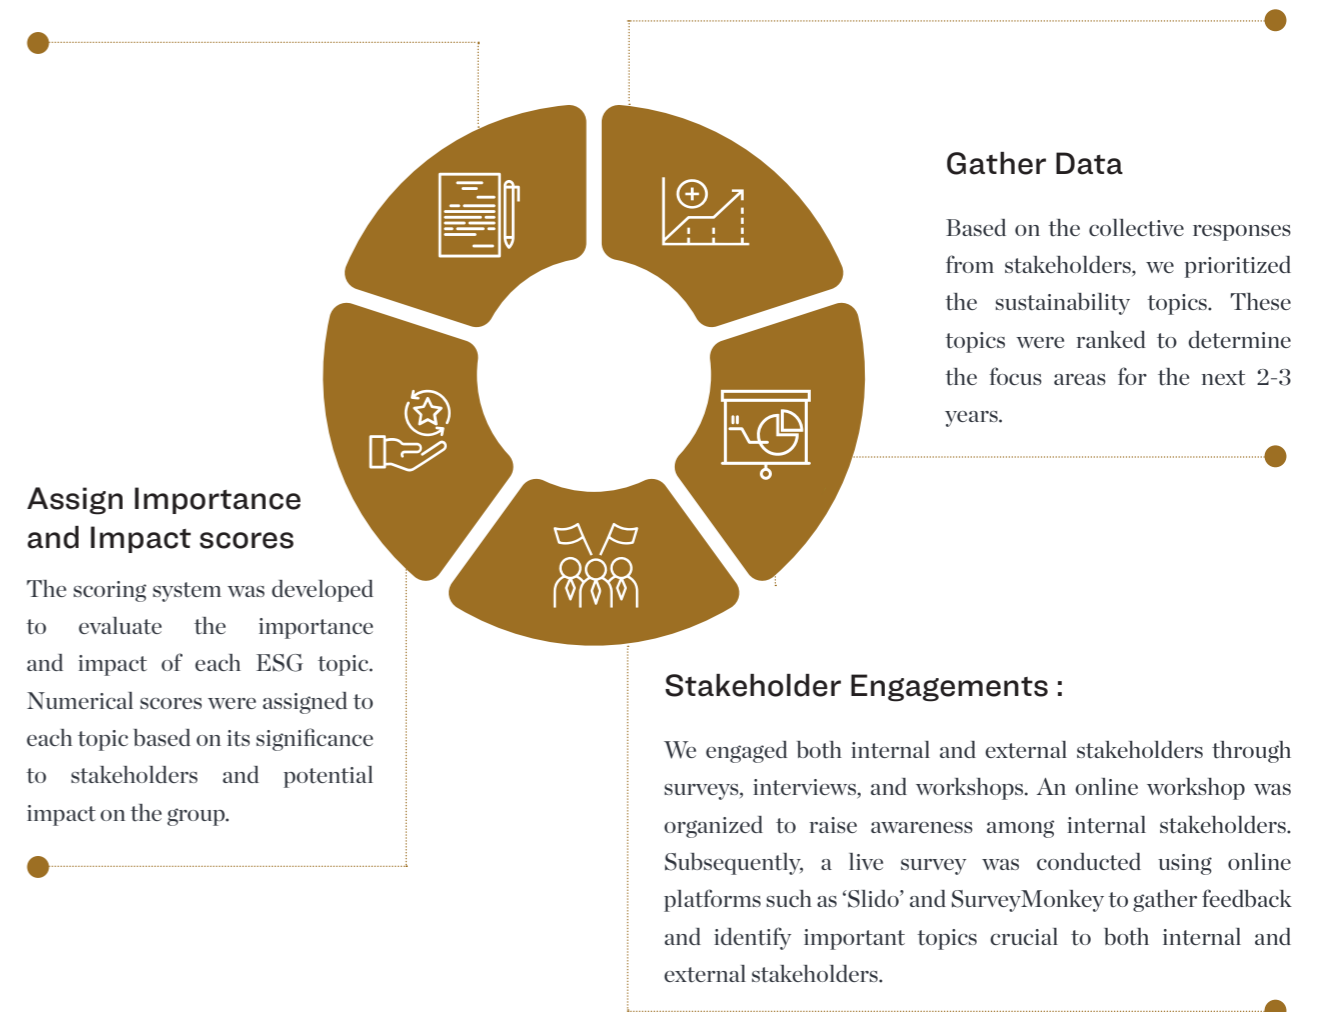 Gather Data
Based on the collective responses
from stakeholders, we prioritized
the sustainability topics. These
topics were ranked to determine
the focus areas for the next 2-3
years.
Assign Importance
and Impact scores
The scoring system was developed
to evaluate the importance
and impact of each ESG topic.
Numerical scores were assigned to
each topic based on its significance
to stakeholders and potential
impact on the group.
Stakeholder Engagements :
We engaged both internal and external stakeholders through
surveys, interviews, and workshops. An online workshop was
organized to raise awareness among internal stakeholders.
Subsequently, a live survey was conducted using online
platforms such as ‘Slido’ and SurveyMonkey to gather feedback
and identify important topics crucial to both internal and
external stakeholders.